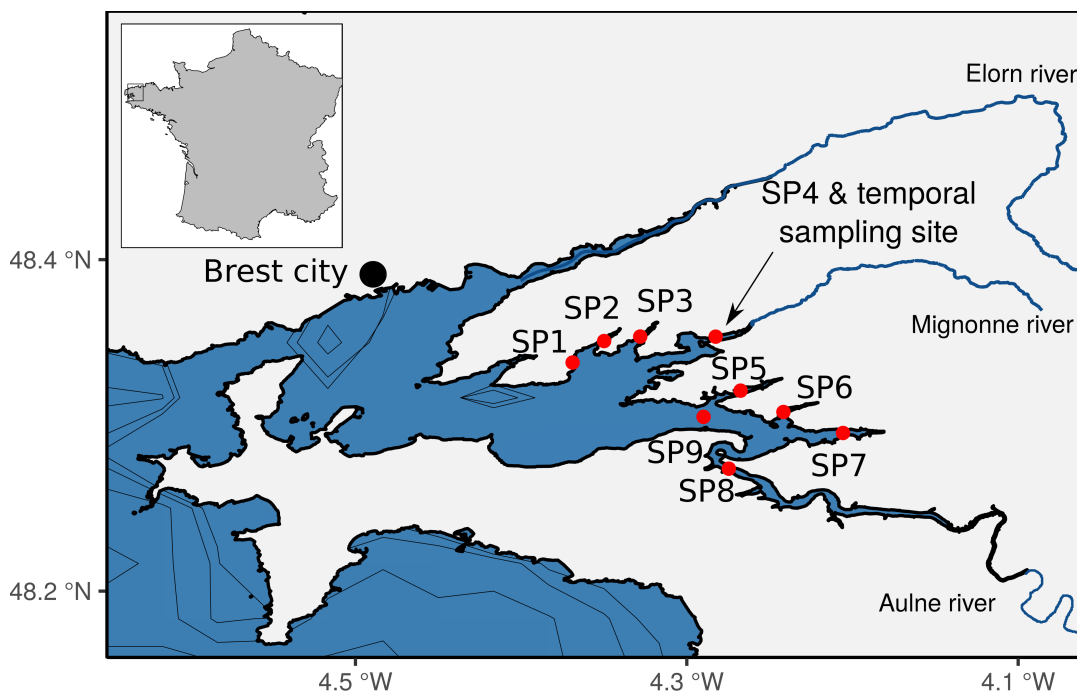 Elorn river
SP4 & temporal
sampling site
48.4 °N
Brest city
SP2
SP3
Mignonne river
SP1
SP5
SP6
SP9
SP7
SP8
48.2 °N
Aulne river
4.5 °W
4.3 °W
4.1 °W